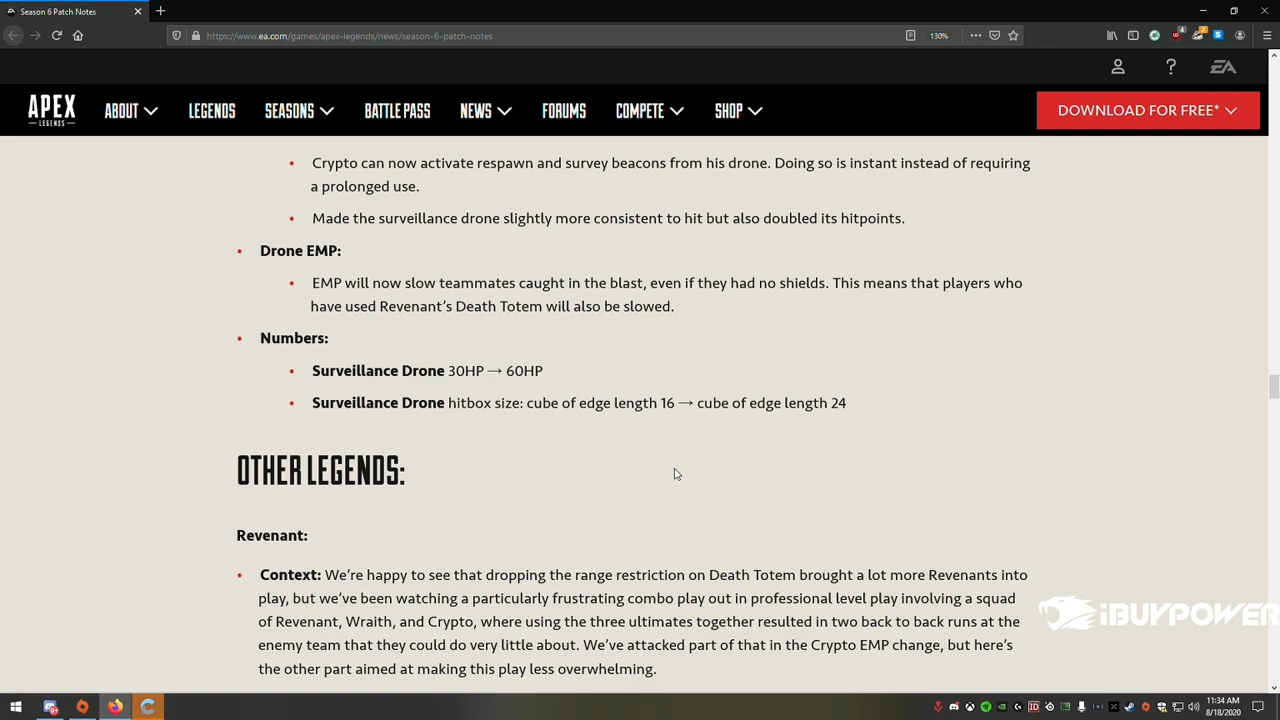 Season 6 Patch Notes
https://www.ea.com/games/apex-legends/news/season-6-patch-notes
130%
EA
APEX
LEGENDS
ABOUT LEGENDS SEASONS BATTLE PASS NEWS FORUMS COMPETE SHOP DOWNLOAD FOR FREE*
• Crypto can now activate respawn and survey beacons from his drone. Doing so is instant instead of requiring
a prolonged use.
• Made the surveillance drone slightly more consistent to hit but also doubled its hitpoints.
• Drone EMP:
• EMP will now slow teammates caught in the blast, even if they had no shields. This means that players who
have used Revenant's Death Totem will also be slowed.
• Numbers:
• Surveillance Drone 30HP → 60HP
• Surveillance Drone hitbox size: cube of edge length 16 → cube of edge length 24
OTHER LEGENDS:
Revenant:
• Context: We're happy to see that dropping the range restriction on Death Totem brought a lot more Revenants into
play, but we've been watching a particularly frustrating combo play out in professional level play involving a squad
of Revenant, Wraith, and Crypto, where using the three ultimates together resulted in two back to back runs at the
enemy team that they could do very little about. We've attacked part of that in the Crypto EMP change, but here's
the other part aimed at making this play less overwhelming.
iBUYPOWER
11:34 AM
8/18/2020